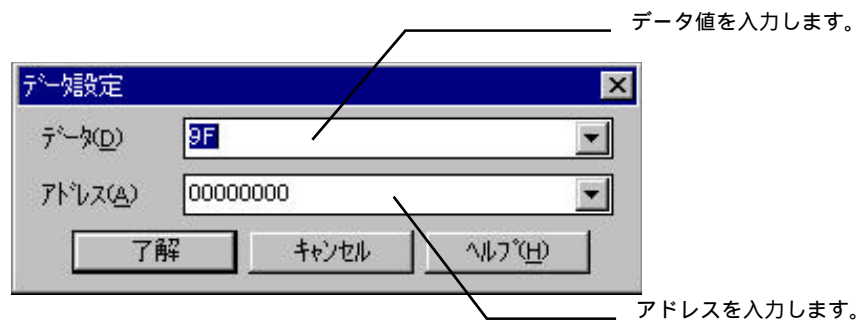 データ値を入力します。
ﾃﾞｰﾀ設定
ﾃﾞｰﾀ(D) 9F
ｱﾄﾞﾚｽ(A) 00000000
了解 ｷｬﾝｾﾙ ﾍﾙﾌﾟ(H)
アドレスを入力します。